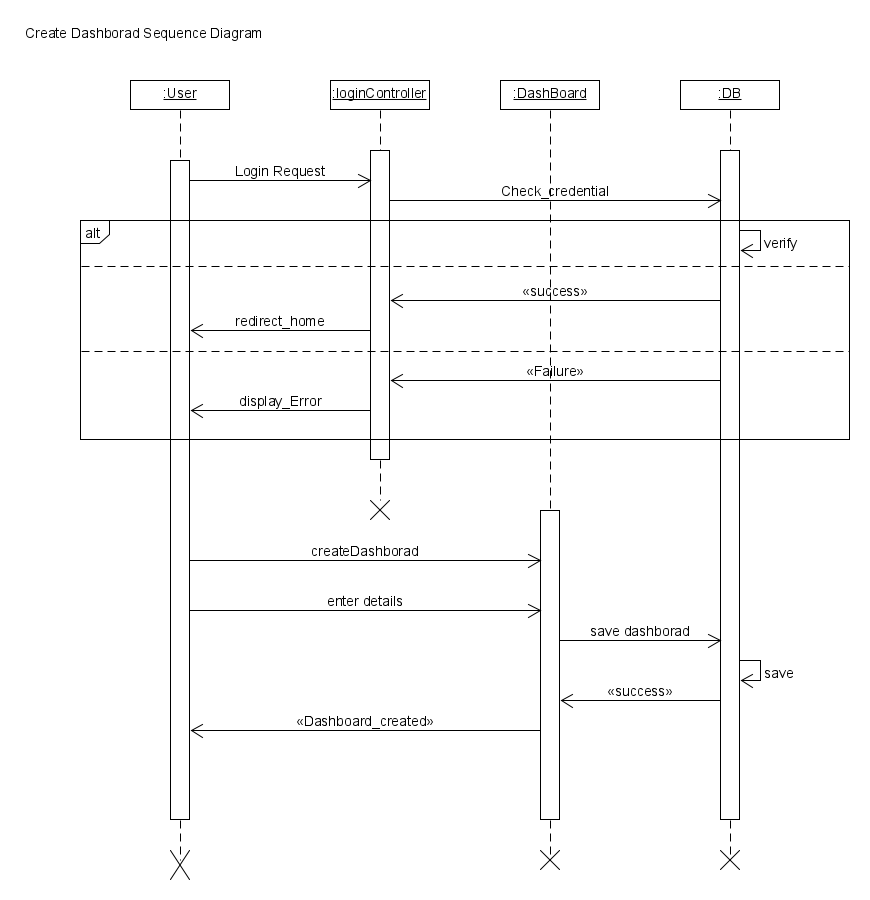 Create Dashborad Sequence Diagram
:User
:loginController
:DashBoard
:DB
Login Request
Check_credential
alt
verify
«success»
redirect_home
«Failure»
display_Error
createDashborad
enter details
save dashborad
save
«success»
«Dashboard_created»